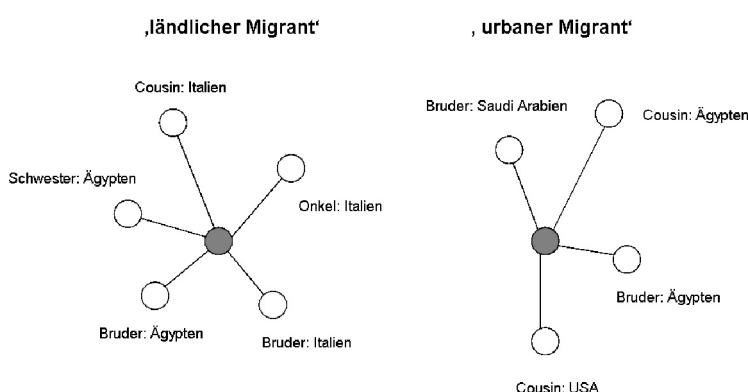 ‚ländlicher Migrant‘
‚ urbaner Migrant‘
Cousin: Italien
Schwester: Ägypten
Onkel: Italien
Bruder: Ägypten
Bruder: Italien
Bruder: Saudi Arabien
Cousin: Ägypten
Bruder: Ägypten
Cousin: USA